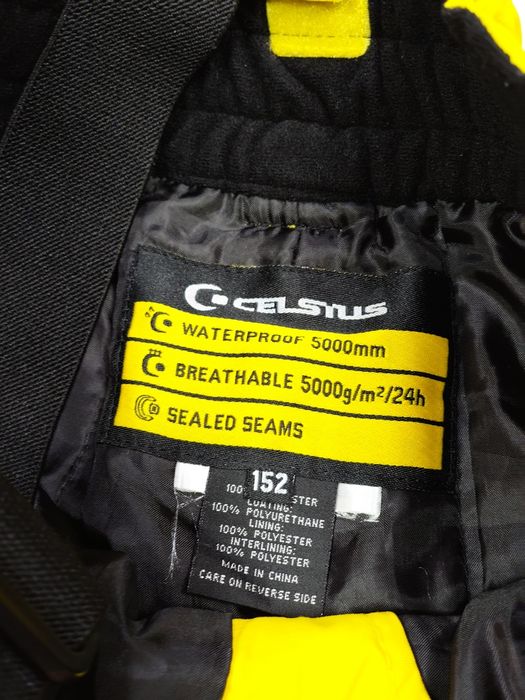 CELSIUS
WATERPROOF 5000mm
BREATHABLE 5000g/m²/24h
SEALED SEAMS
152
100
COATING:
100% POLYURETHANE
LINING:
100% POLYESTER
INTERLINING:
100% POLYESTER
MADE IN CHINA
CARE ON REVERSE SIDE